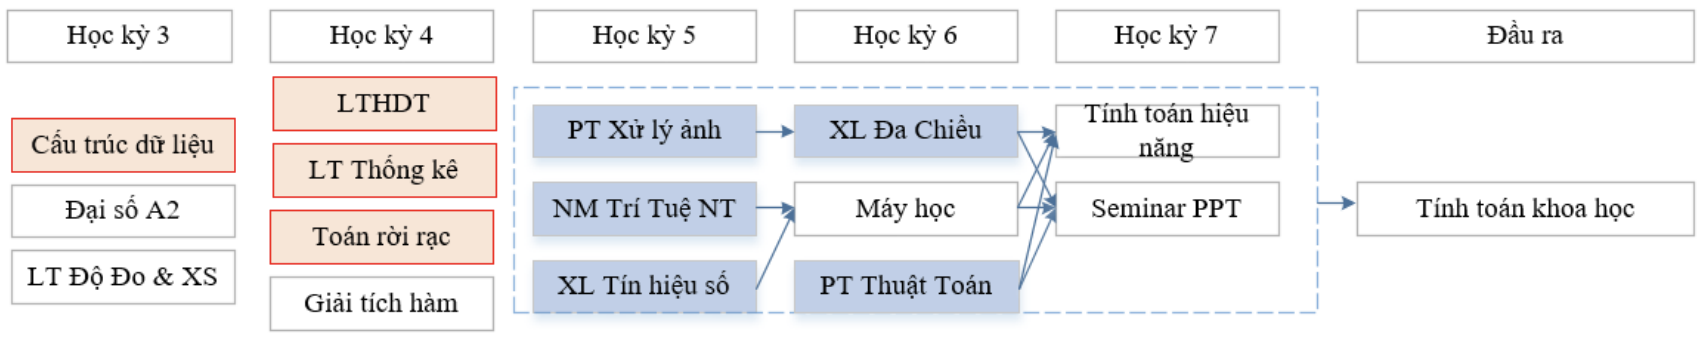 Học kỳ 3
Học kỳ 4
Học kỳ 5
Học kỳ 6
Học kỳ 7
Đầu ra
Cấu trúc dữ liệu
Đại số A2
LT Độ Đo & XS
LTHDT
LT Thống kê
Toán rời rạc
Giải tích hàm
PT Xử lý ảnh
NM Trí Tuệ NT
XL Tín hiệu số
XL Đa Chiều
Máy học
PT Thuật Toán
Tính toán hiệu
năng
Seminar PPT
Tính toán khoa học